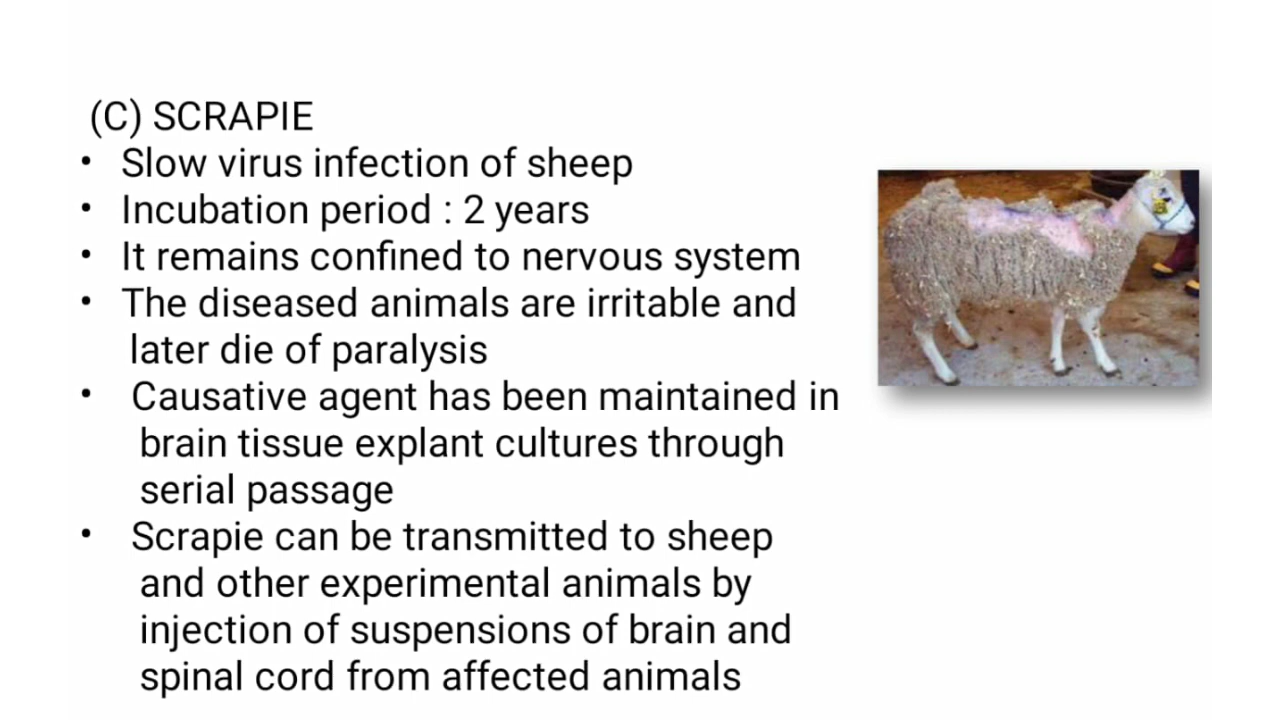 (C) SCRAPIE
• Slow virus infection of sheep
• Incubation period : 2 years
• It remains confined to nervous system
• The diseased animals are irritable and
later die of paralysis
• Causative agent has been maintained in
brain tissue explant cultures through
serial passage
• Scrapie can be transmitted to sheep
and other experimental animals by
injection of suspensions of brain and
spinal cord from affected animals